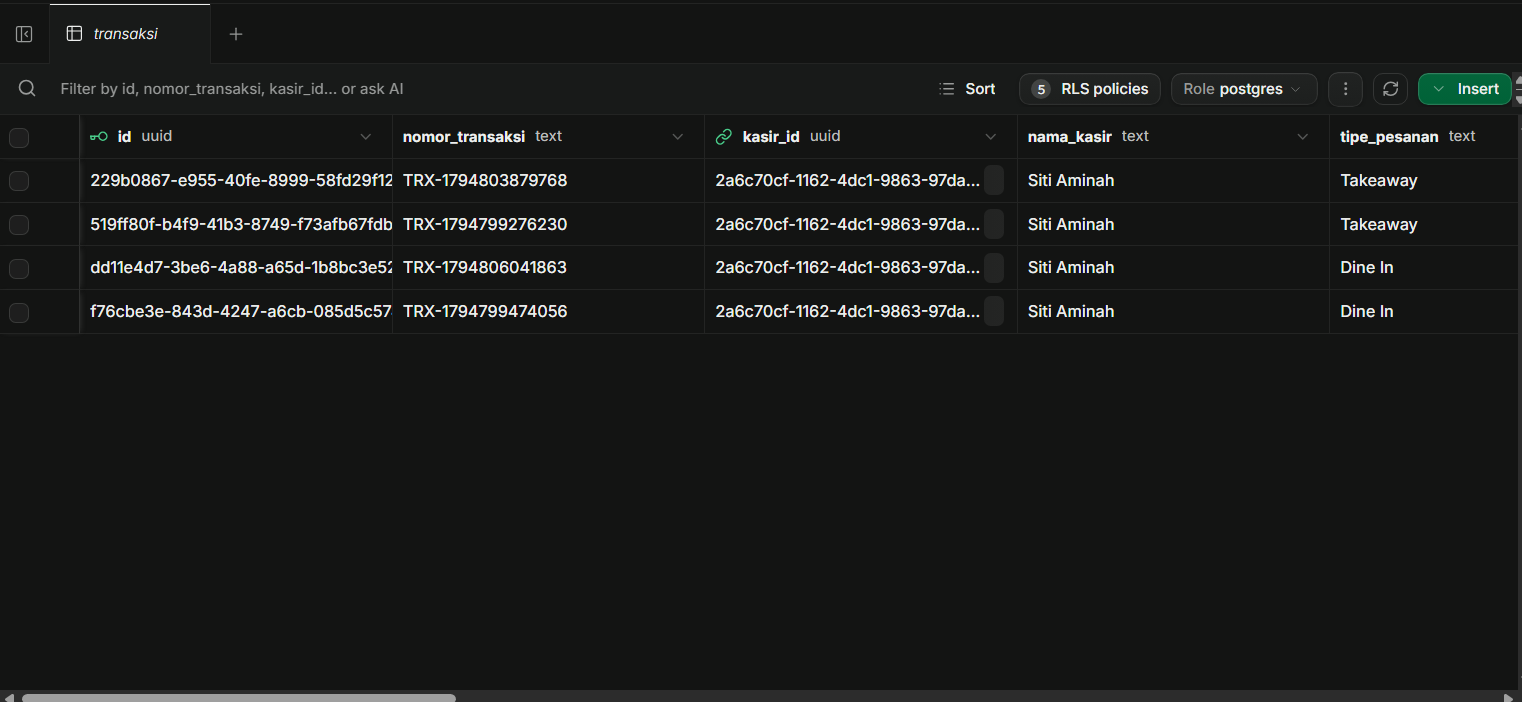 transaksi
Filter by id, nomor_transaksi, kasir_id... or ask AI Sort 5 RLS policies Role postgres Insert
id uuid nomor_transaksi text kasir_id uuid nama_kasir text tipe_pesanan text
229b0867-e955-40fe-8999-58fd29f12 TRX-1794803879768 2a6c70cf-1162-4dc1-9863-97da... Siti Aminah Takeaway
519ff80f-b4f9-41b3-8749-f73afb67fdb TRX-1794799276230 2a6c70cf-1162-4dc1-9863-97da... Siti Aminah Takeaway
dd11e4d7-3be6-4a88-a65d-1b8bc3e52 TRX-1794806041863 2a6c70cf-1162-4dc1-9863-97da... Siti Aminah Dine In
f76cbe3e-843d-4247-a6cb-085d5c57 TRX-1794799474056 2a6c70cf-1162-4dc1-9863-97da... Siti Aminah Dine In